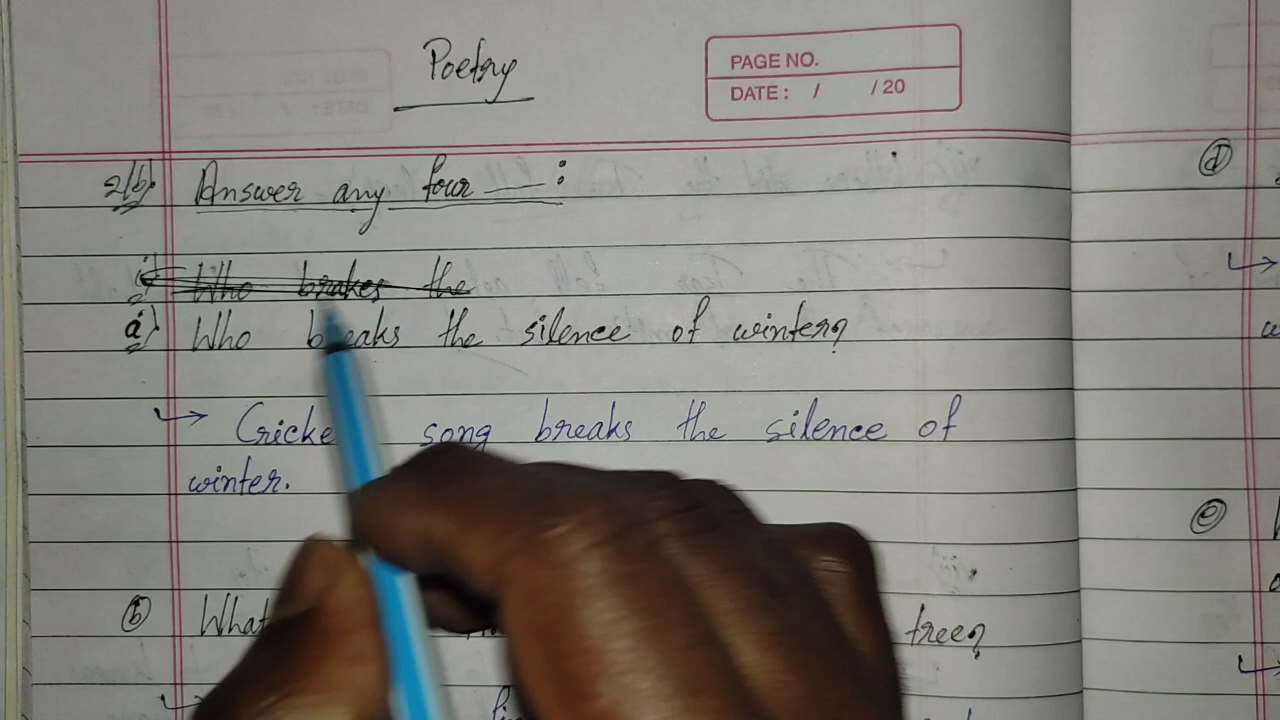 Poetry
PAGE NO.
DATE: / /20
2/b) Answer any four — :
i) Who brakes the
a) Who breaks the silence of winter?
↳ song breaks the silence of
winter.
ⓑ What tree?
ⓓ
ⓔ